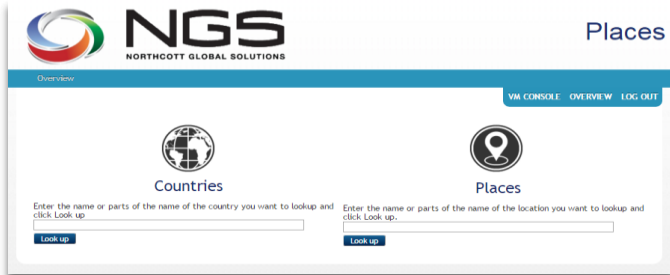 NGS
NORTHCOTT GLOBAL SOLUTIONS
Places
Overview
VM CONSOLE OVERVIEW LOG OUT
Countries
Enter the name or parts of the name of the country you want to lookup and
click Look up
Look up
Places
Enter the name or parts of the name of the location you want to lookup and
click Look up.
Look up